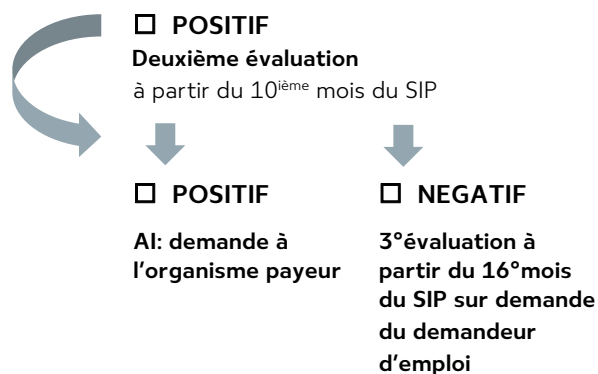 ☐ POSITIF
Deuxième évaluation
à partir du 10ième mois du SIP
☐ POSITIF
AI: demande à
l'organisme payeur
☐ NEGATIF
3°évaluation à
partir du 16°mois
du SIP sur demande
du demandeur
d'emploi